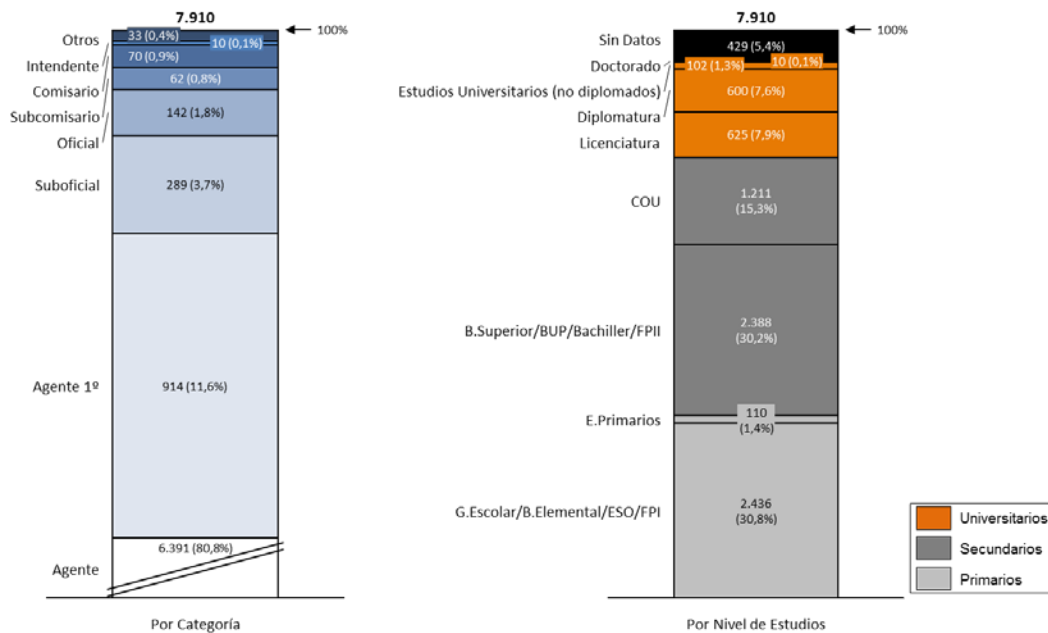 7.910
100%
Otros
33 (0,4%)
10 (0,1%)
Intendente
70 (0,9%)
Comisario
62 (0,8%)
Subcomisario
142 (1,8%)
Oficial
Suboficial
289 (3,7%)
Agente 1º
914 (11,6%)
6.391 (80,8%)
Agente
Por Categoría
7.910
100%
Sin Datos
429 (5,4%)
Doctorado
102 (1,3%)
10 (0,1%)
Estudios Universitarios (no diplomados)
600 (7,6%)
Diplomatura
Licenciatura
625 (7,9%)
COU
1.211
(15,3%)
B.Superior/BUP/Bachiller/FPII
2.388
(30,2%)
E.Primarios
110
(1,4%)
G.Escolar/B.Elemental/ESO/FPI
2.436
(30,8%)
Por Nivel de Estudios
Universitarios
Secundarios
Primarios